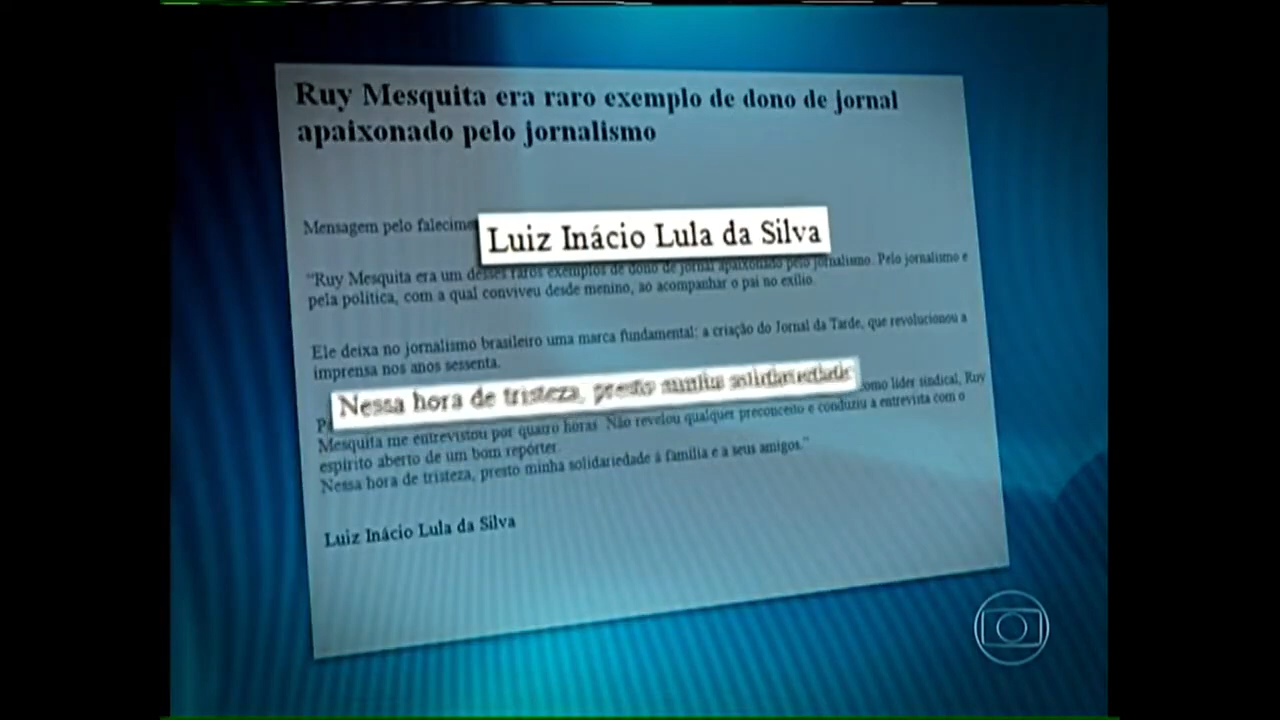 Ruy Mesquita era raro exemplo de dono de jornal
apaixonado pelo jornalismo
Mensagem pelo falecime
Luiz Inácio Lula da Silva
"Ruy Mesquita era um desses raros exemplos de dono de jornal apaixonado pelo jornalismo. Pelo jornalismo e
pela política, com a qual conviveu desde menino, ao acompanhar o pai no exílio.
Ele deixa no jornalismo brasileiro uma marca fundamental: a criação do Jornal da Tarde, que revolucionou a
imprensa nos anos sessenta.
Nessa hora de tristeza, presto minha solidariedade
como líder sindical, Ruy
Mesquita me entrevistou por quatro horas. Não revelou qualquer preconceito e conduziu a entrevista com o
espírito aberto de um bom repórter.
Nessa hora de tristeza, presto minha solidariedade à família e a seus amigos."
Luiz Inácio Lula da Silva